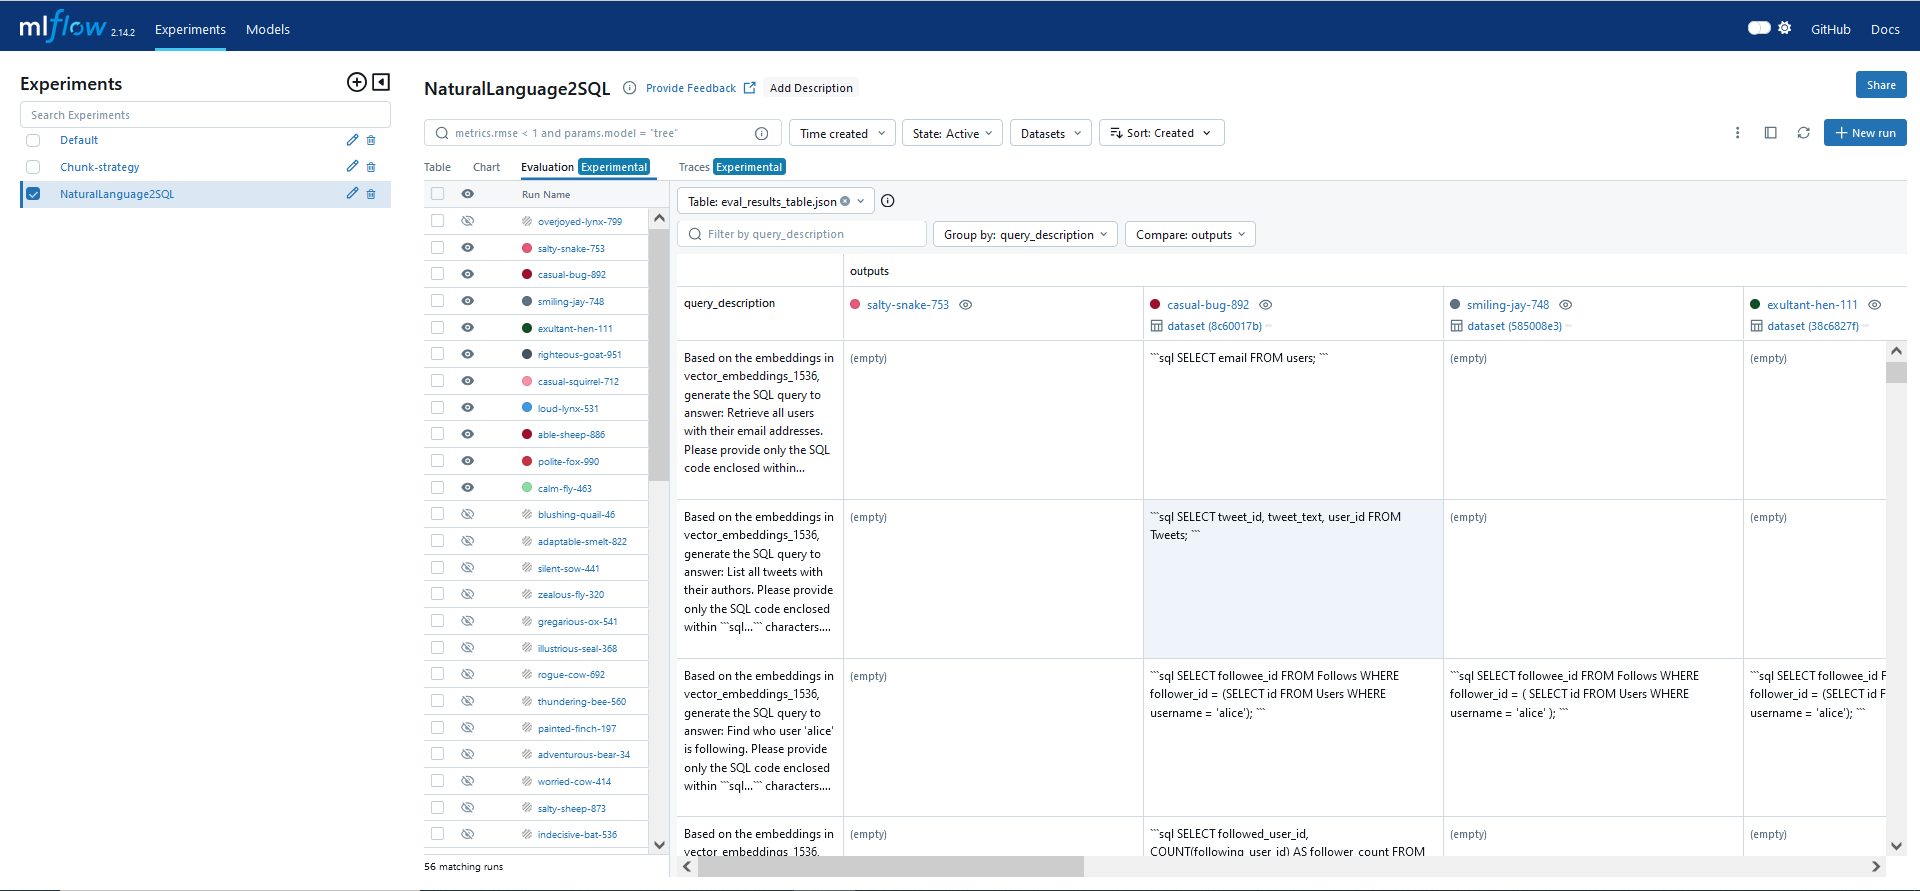 mlflow 2.14.2 Experiments Models GitHub Docs
Experiments
Search Experiments
Default
Chunk-strategy
NaturalLanguage2SQL
NaturalLanguage2SQL Provide Feedback Add Description Share
metrics.rmse < 1 and params.model = "tree" Time created State: Active Datasets Sort: Created New run
Table Chart Evaluation Experimental Traces Experimental
Run Name
overjoyed-lynx-799
salty-snake-753
casual-bug-892
smiling-jay-748
exultant-hen-111
righteous-goat-951
casual-squirrel-712
loud-lynx-531
able-sheep-886
polite-fox-990
calm-fly-463
blushing-quail-46
adaptable-smelt-822
silent-sow-441
zealous-fly-320
gregarious-ox-541
illustrious-seal-368
rogue-cow-692
thundering-bee-560
painted-finch-197
adventurous-bear-34
worried-cow-414
salty-sheep-873
indecisive-bat-536
56 matching runs
Table: eval_results_table.json
Filter by query_description Group by: query_description Compare: outputs
outputs
query_description salty-snake-753 casual-bug-892 smiling-jay-748 exultant-hen-111
dataset (8c60017b) dataset (585008e3) dataset (38c6827f)
Based on the embeddings in
vector_embeddings_1536,
generate the SQL query to
answer: Retrieve all users
with their email addresses.
Please provide only the SQL
code enclosed within...
(empty)
```sql SELECT email FROM users; ```
(empty)
(empty)
Based on the embeddings in
vector_embeddings_1536,
generate the SQL query to
answer: List all tweets with
their authors. Please provide
only the SQL code enclosed
within ```sql...``` characters....
(empty)
```sql SELECT tweet_id, tweet_text, user_id FROM
Tweets; ```
(empty)
(empty)
Based on the embeddings in
vector_embeddings_1536,
generate the SQL query to
answer: Find who user 'alice'
is following. Please provide
only the SQL code enclosed
within ```sql...``` characters....
(empty)
```sql SELECT followee_id FROM Follows WHERE
follower_id = (SELECT id FROM Users WHERE
username = 'alice'); ```
```sql SELECT followee_id FROM Follows WHERE
follower_id = ( SELECT id FROM Users WHERE
username = 'alice' ); ```
```sql SELECT followee_id F
follower_id = (SELECT id F
username = 'alice'); ```
Based on the embeddings in
vector_embeddings_1536,
(empty)
```sql SELECT followed_user_id,
COUNT(following_user_id) AS follower_count FROM
(empty)
(empty)